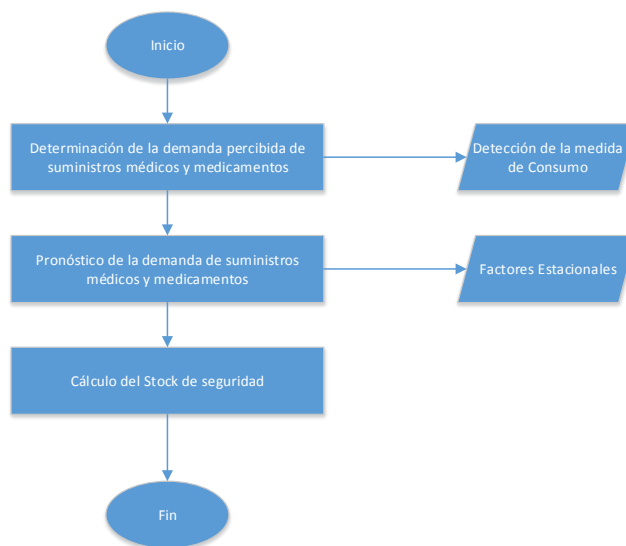 Inicio
Determinación de la demanda percibida de
suministros médicos y medicamentos
Detección de la medida
de Consumo
Pronóstico de la demanda de suministros
médicos y medicamentos
Factores Estacionales
Cálculo del Stock de seguridad
Fin